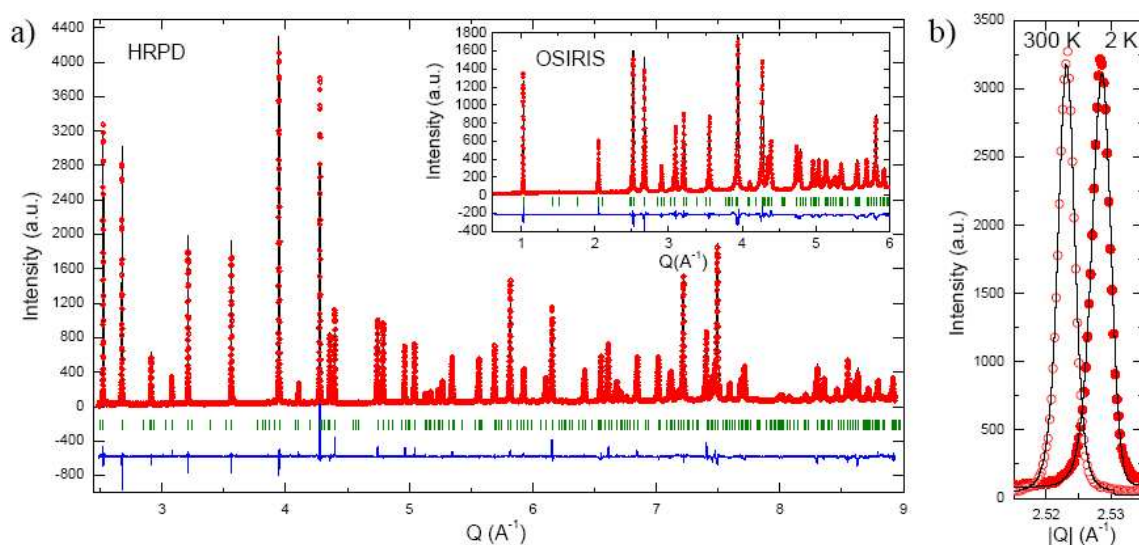 a)
HRPD
Intensity (a.u.)
4400
4000
3600
3200
2800
2400
2000
1600
1200
800
400
0
-400
-800
3 4 5 6 7 8 9
Q (A⁻¹)
OSIRIS
Intensity (a.u.)
1800
1600
1400
1200
1000
800
600
400
200
0
-200
-400
1 2 3 4 5 6
Q(A⁻¹)
b)
300 K 2 K
Intensity (a.u.)
3500
3000
2500
2000
1500
1000
500
0
2.52 2.53
|Q| (A⁻¹)